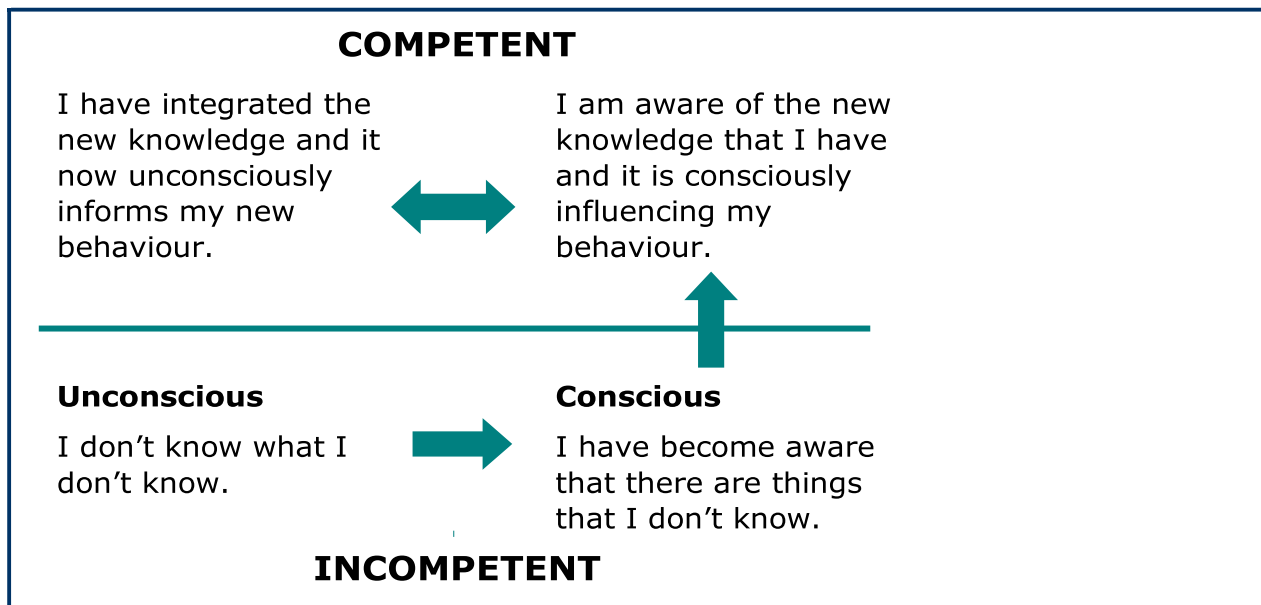 COMPETENT
I have integrated the
new knowledge and it
now unconsciously
informs my new
behaviour.
I am aware of the new
knowledge that I have
and it is consciously
influencing my
behaviour.
Unconscious
I don’t know what I
don’t know.
Conscious
I have become aware
that there are things
that I don’t know.
INCOMPETENT